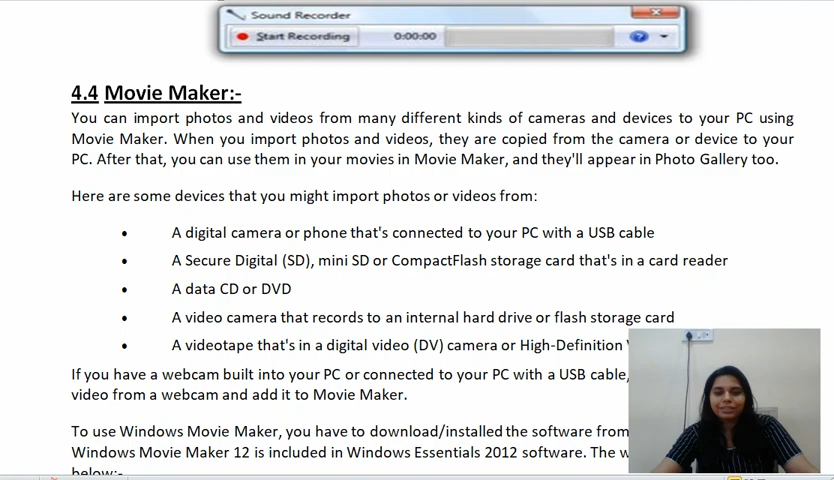 Sound Recorder
Start Recording 0:00:00
4.4 Movie Maker:-
You can import photos and videos from many different kinds of cameras and devices to your PC using
Movie Maker. When you import photos and videos, they are copied from the camera or device to your
PC. After that, you can use them in your movies in Movie Maker, and they'll appear in Photo Gallery too.
Here are some devices that you might import photos or videos from:
• A digital camera or phone that's connected to your PC with a USB cable
• A Secure Digital (SD), mini SD or CompactFlash storage card that's in a card reader
• A data CD or DVD
• A video camera that records to an internal hard drive or flash storage card
• A videotape that's in a digital video (DV) camera or High-Definition
If you have a webcam built into your PC or connected to your PC with a USB cable,
video from a webcam and add it to Movie Maker.
To use Windows Movie Maker, you have to download/installed the software from
Windows Movie Maker 12 is included in Windows Essentials 2012 software. The
below:-